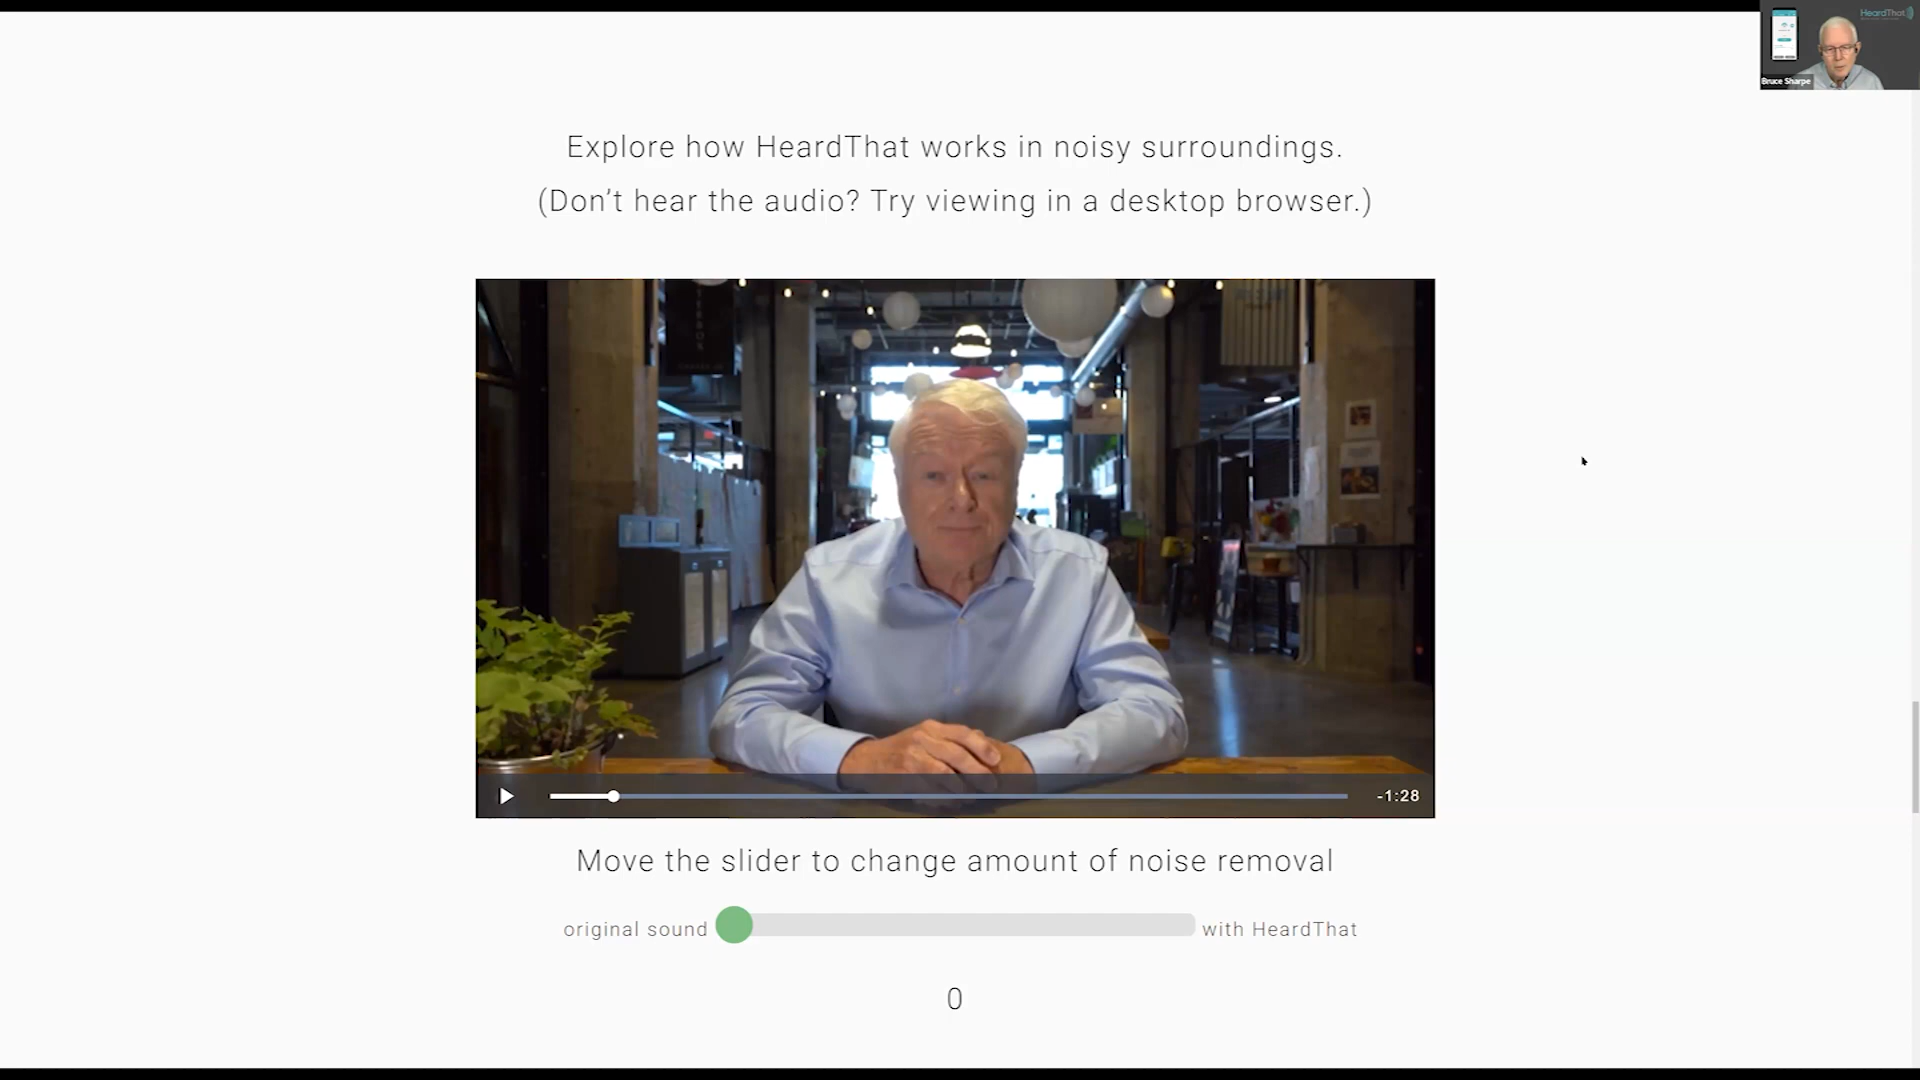 HeardThat
Bruce Sharpe
Explore how HeardThat works in noisy surroundings.
(Don't hear the audio? Try viewing in a desktop browser.)
-1:28
Move the slider to change amount of noise removal
original sound
with HeardThat
0